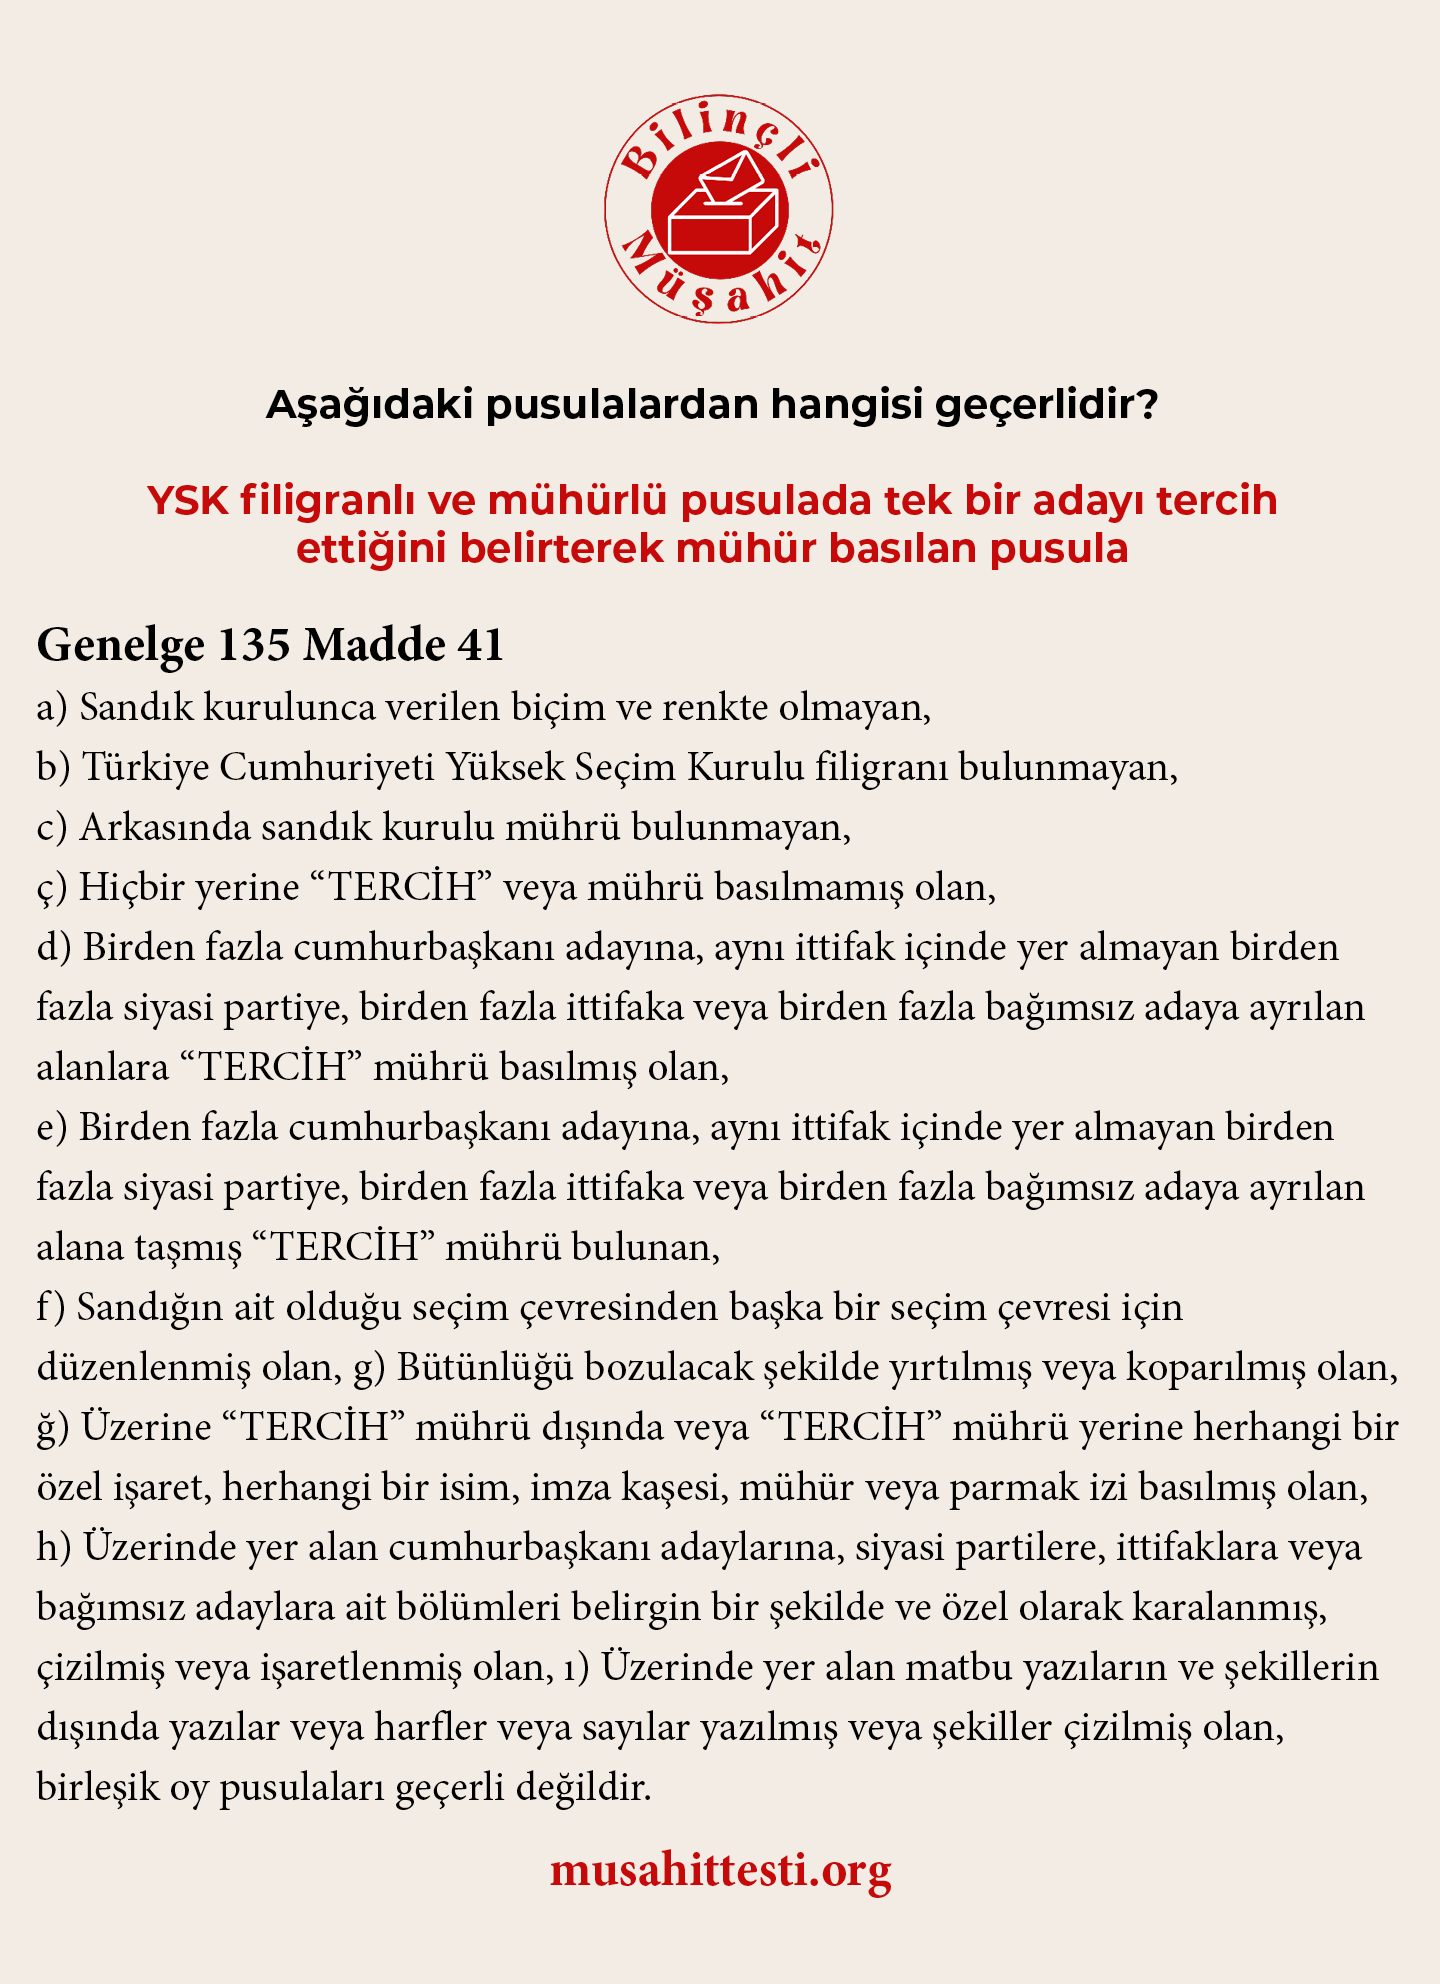 Bilinçli
Müşahit
Aşağıdaki pusulalardan hangisi geçerlidir?
YSK filigranlı ve mühürlü pusulada tek bir adayı tercih
ettiğini belirterek mühür basılan pusula
Genelge 135 Madde 41
a) Sandık kurulunca verilen biçim ve renkte olmayan,
b) Türkiye Cumhuriyeti Yüksek Seçim Kurulu filigranı bulunmayan,
c) Arkasında sandık kurulu mührü bulunmayan,
ç) Hiçbir yerine “TERCİH” veya mührü basılmamış olan,
d) Birden fazla cumhurbaşkanı adayına, aynı ittifak içinde yer almayan birden
fazla siyasi partiye, birden fazla ittifaka veya birden fazla bağımsız adaya ayrılan
alanlara “TERCİH” mührü basılmış olan,
e) Birden fazla cumhurbaşkanı adayına, aynı ittifak içinde yer almayan birden
fazla siyasi partiye, birden fazla ittifaka veya birden fazla bağımsız adaya ayrılan
alana taşmış “TERCİH” mührü bulunan,
f) Sandığın ait olduğu seçim çevresinden başka bir seçim çevresi için
düzenlenmiş olan, g) Bütünlüğü bozulacak şekilde yırtılmış veya koparılmış olan,
ğ) Üzerine “TERCİH” mührü dışında veya “TERCİH” mührü yerine herhangi bir
özel işaret, herhangi bir isim, imza kaşesi, mühür veya parmak izi basılmış olan,
h) Üzerinde yer alan cumhurbaşkanı adaylarına, siyasi partilere, ittifaklara veya
bağımsız adaylara ait bölümleri belirgin bir şekilde ve özel olarak karalanmış,
çizilmiş veya işaretlenmiş olan, ı) Üzerinde yer alan matbu yazıların ve şekillerin
dışında yazılar veya harfler veya sayılar yazılmış veya şekiller çizilmiş olan,
birleşik oy pusulaları geçerli değildir.
musahittesti.org